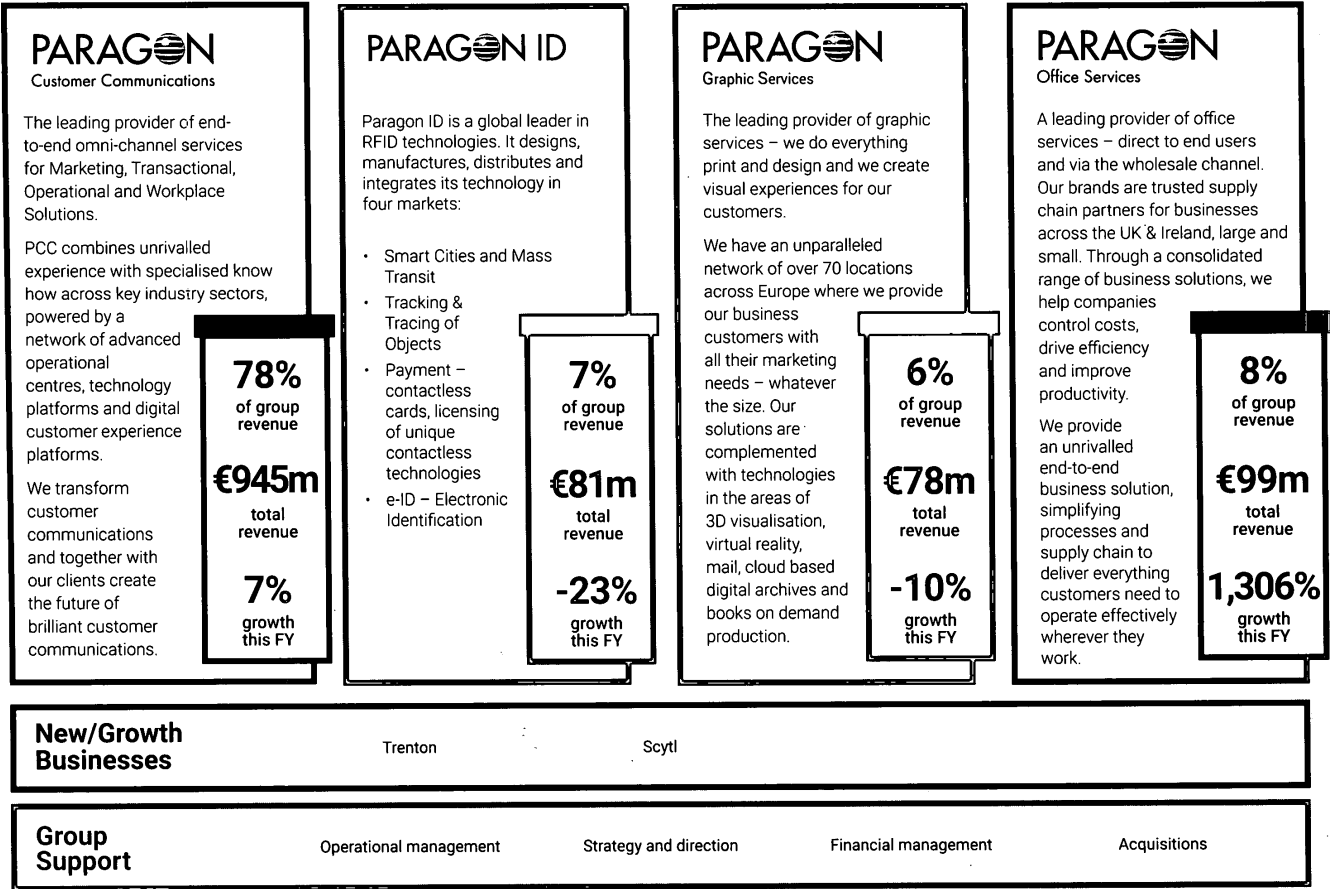 PARAGON
Customer Communications
The leading provider of end-
to-end omni-channel services
for Marketing, Transactional,
Operational and Workplace
Solutions.
PCC combines unrivalled
experience with specialised know
how across key industry sectors,
powered by a
network of advanced
operational
centres, technology
platforms and digital
customer experience
platforms.
We transform
customer
communications
and together with
our clients create
the future of
brilliant customer
communications.
78%
of group
revenue
€945m
total
revenue
7%
growth
this FY
PARAGON ID
Paragon ID is a global leader in
RFID technologies. It designs,
manufactures, distributes and
integrates its technology in
four markets:
• Smart Cities and Mass
Transit
• Tracking &
Tracing of
Objects
• Payment –
contactless
cards, licensing
of unique
contactless
technologies
• e-ID – Electronic
Identification
7%
of group
revenue
€81m
total
revenue
-23%
growth
this FY
PARAGON
Graphic Services
The leading provider of graphic
services – we do everything
print and design and we create
visual experiences for our
customers.
We have an unparalleled
network of over 70 locations
across Europe where we provide
our business
customers with
all their marketing
needs – whatever
the size. Our
solutions are
complemented
with technologies
in the areas of
3D visualisation,
virtual reality,
mail, cloud based
digital archives and
books on demand
production.
6%
of group
revenue
€78m
total
revenue
-10%
growth
this FY
PARAGON
Office Services
A leading provider of office
services – direct to end users
and via the wholesale channel.
Our brands are trusted supply
chain partners for businesses
across the UK & Ireland, large and
small. Through a consolidated
range of business solutions, we
help companies
control costs,
drive efficiency
and improve
productivity.
We provide
an unrivalled
end-to-end
business solution,
simplifying
processes and
supply chain to
deliver everything
customers need to
operate effectively
wherever they
work.
8%
of group
revenue
€99m
total
revenue
1,306%
growth
this FY
New/Growth
Businesses
Trenton
Scytl
Group
Support
Operational management
Strategy and direction
Financial management
Acquisitions